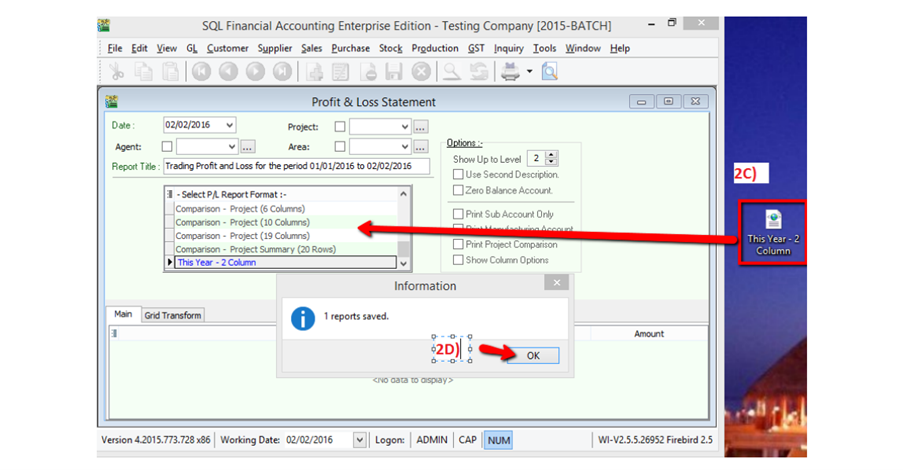 SQL Financial Accounting Enterprise Edition - Testing Company [2015-BATCH]
File Edit View GL Customer Supplier Sales Purchase Stock Production GST Inquiry Tools Window Help
Profit & Loss Statement
Date : 02/02/2016 Project: ...
Agent: ... Area: ...
Report Title : Trading Profit and Loss for the period 01/01/2016 to 02/02/2016
Options :-
Show Up to Level 2
Use Second Description.
Zero Balance Account.
Print Sub Account Only
Print Manufacturing Account
Print Project Comparison
Show Column Options
- Select P/L Report Format :-
Comparison - Project (6 Columns)
Comparison - Project (10 Columns)
Comparison - Project (19 Columns)
Comparison - Project Summary (20 Rows)
This Year - 2 Column
2C)
This Year - 2
Column
Information
1 reports saved.
2D)
OK
Main Grid Transform
Amount
<No data to display>
Version 4.2015.773.728 x86 Working Date: 02/02/2016 Logon: ADMIN CAP NUM WI-V2.5.5.26952 Firebird 2.5